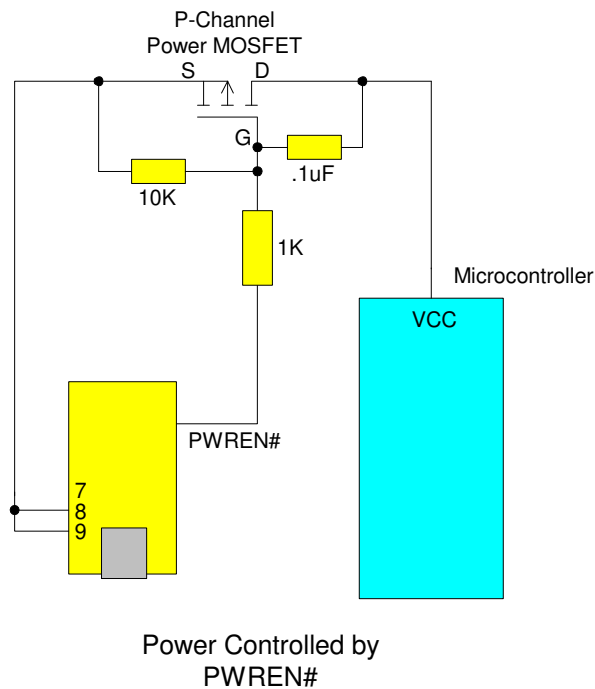 P-Channel
Power MOSFET
S
D
G
.1uF
10K
1K
Microcontroller
VCC
PWREN#
7
8
9
Power Controlled by
PWREN#